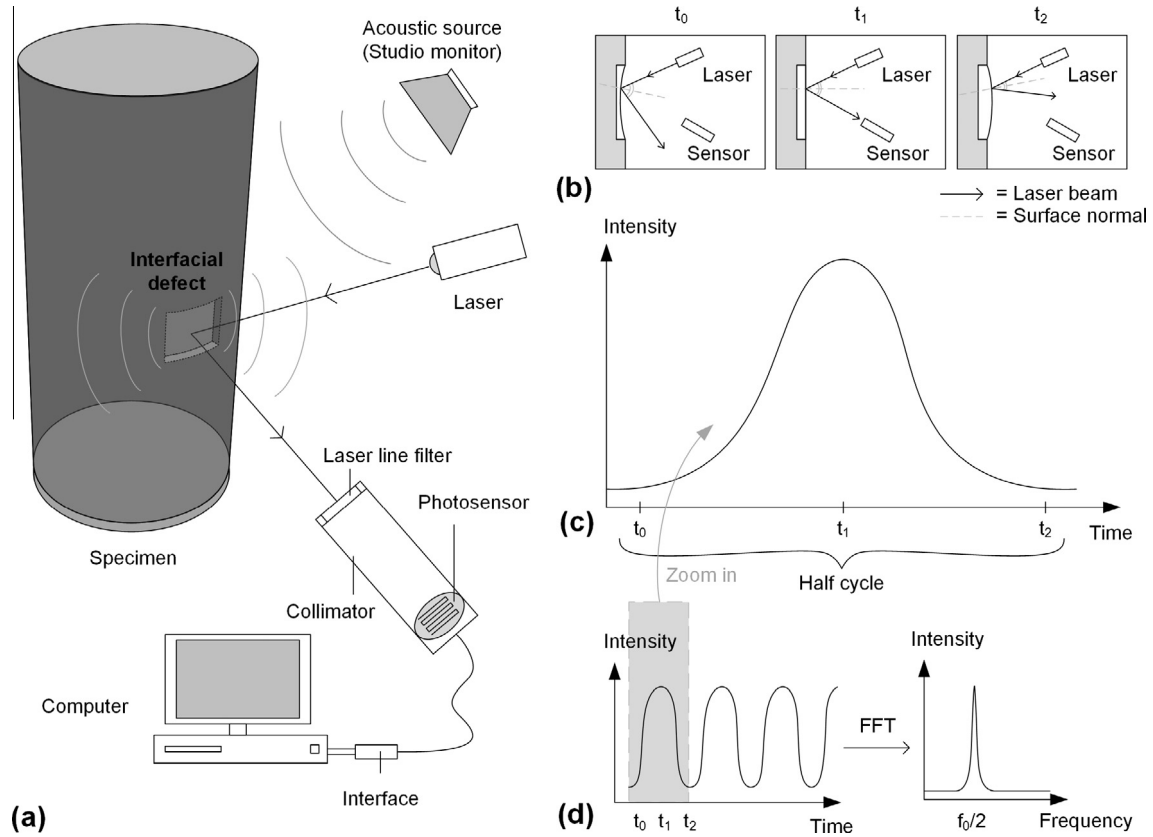 Acoustic source
(Studio monitor)
Interfacial
defect
Laser
Laser line filter
Photosensor
Specimen
Collimator
Computer
Interface
(a)
t0 t1 t2
Laser Laser Laser
Sensor Sensor Sensor
(b)
= Laser beam
= Surface normal
Intensity
(c)
t0 t1 t2 Time
Zoom in
Half cycle
Intensity Intensity
FFT
t0 t1 t2 Time
f0/2 Frequency
(d)